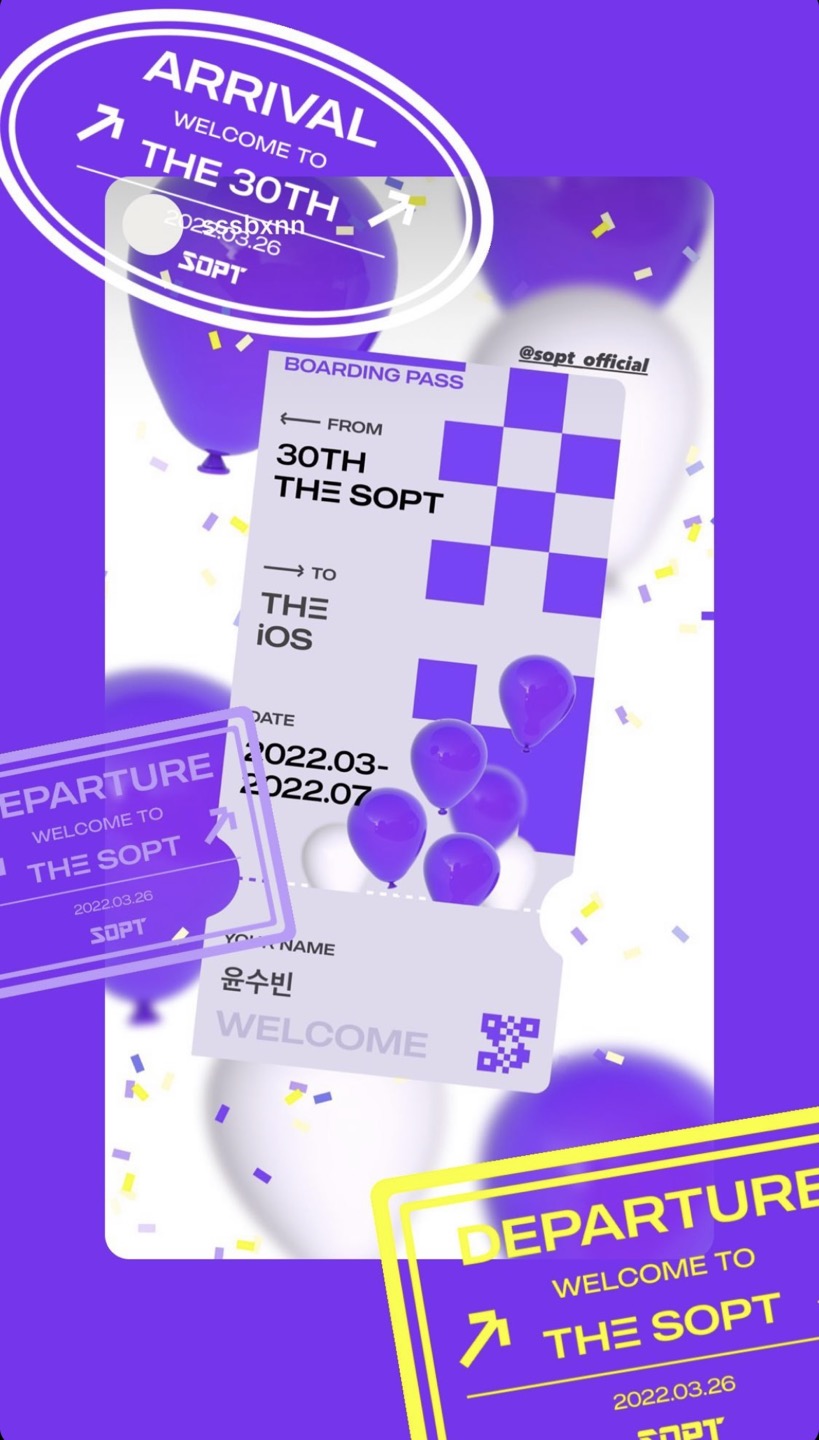 ARRIVAL
WELCOME TO
THE 30TH
2022.03.26
sssbxnn
SOPT
@sopt_official
BOARDING PASS
FROM
30TH
THE SOPT
TO
THE
iOS
DATE
2022.03-
2022.07
EPARTURE
WELCOME TO
THE SOPT
2022.03.26
SOPT
YOUR NAME
윤수빈
WELCOME
DEPARTURE
WELCOME TO
THE SOPT
2022.03.26
SOPT